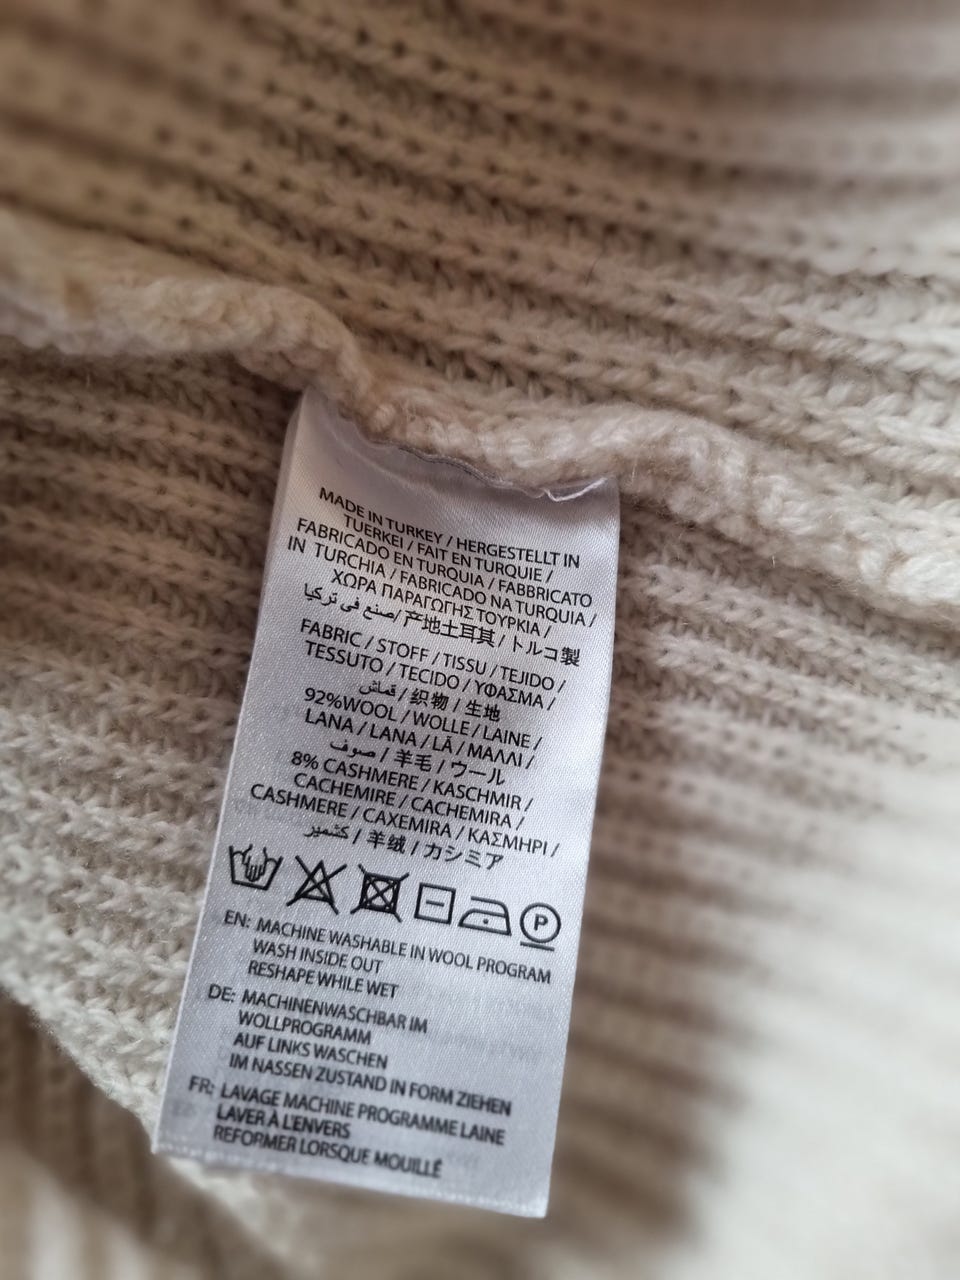 MADE IN TURKEY / HERGESTELLT IN
TUERKEI / FAIT EN TURQUIE /
FABRICADO EN TURQUIA / FABBRICATO
IN TURCHIA / FABRICADO NA TURQUIA /
ΧΩΡΑ ΠΑΡΑΓΩΓΗΣ ΤΟΥΡΚΙΑ /
صنع في تركيا / 产地土耳其 / トルコ製
FABRIC / STOFF / TISSU / TEJIDO /
TESSUTO / TECIDO / ΥΦΑΣΜΑ /
قماش / 织物 / 生地
92%WOOL / WOLLE / LAINE /
LANA / LANA / LÃ / ΜΑΛΛΙ /
صوف / 羊毛 / ウール
8% CASHMERE / KASCHMIR /
CACHEMIRE / CACHEMIRA /
CASHMERE / CAXEMIRA / ΚΑΣΜΗΡΙ /
كشمير / 羊绒 / カシミア
P
EN: MACHINE WASHABLE IN WOOL PROGRAM
WASH INSIDE OUT
RESHAPE WHILE WET
DE: MACHINENWASCHBAR IM
WOLLPROGRAMM
AUF LINKS WASCHEN
IM NASSEN ZUSTAND IN FORM ZIEHEN
FR: LAVAGE MACHINE PROGRAMME LAINE
LAVER À L'ENVERS
REFORMER LORSQUE MOUILLÉ